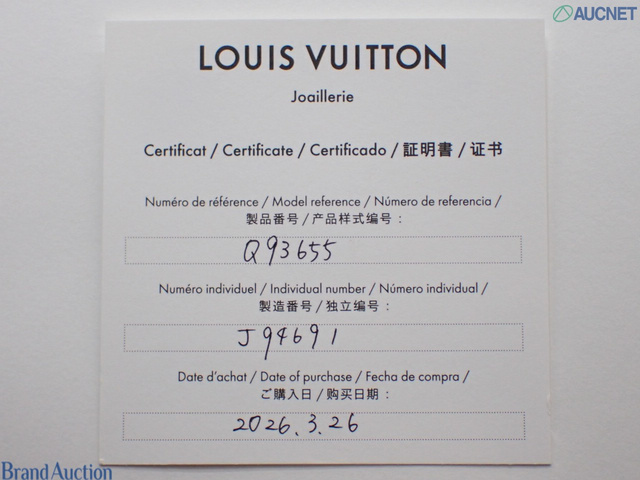 AUCNET
LOUIS VUITTON
Joaillerie
Certificat / Certificate / Certificado / 証明書 / 证书
Numéro de référence / Model reference / Número de referencia /
製品番号 / 产品样式编号 :
Q93655
Numéro individuel / Individual number / Número individual /
製造番号 / 独立编号 :
J94691
Date d'achat / Date of purchase / Fecha de compra /
ご購入日 / 购买日期 :
2026.3.26
Brand Auction